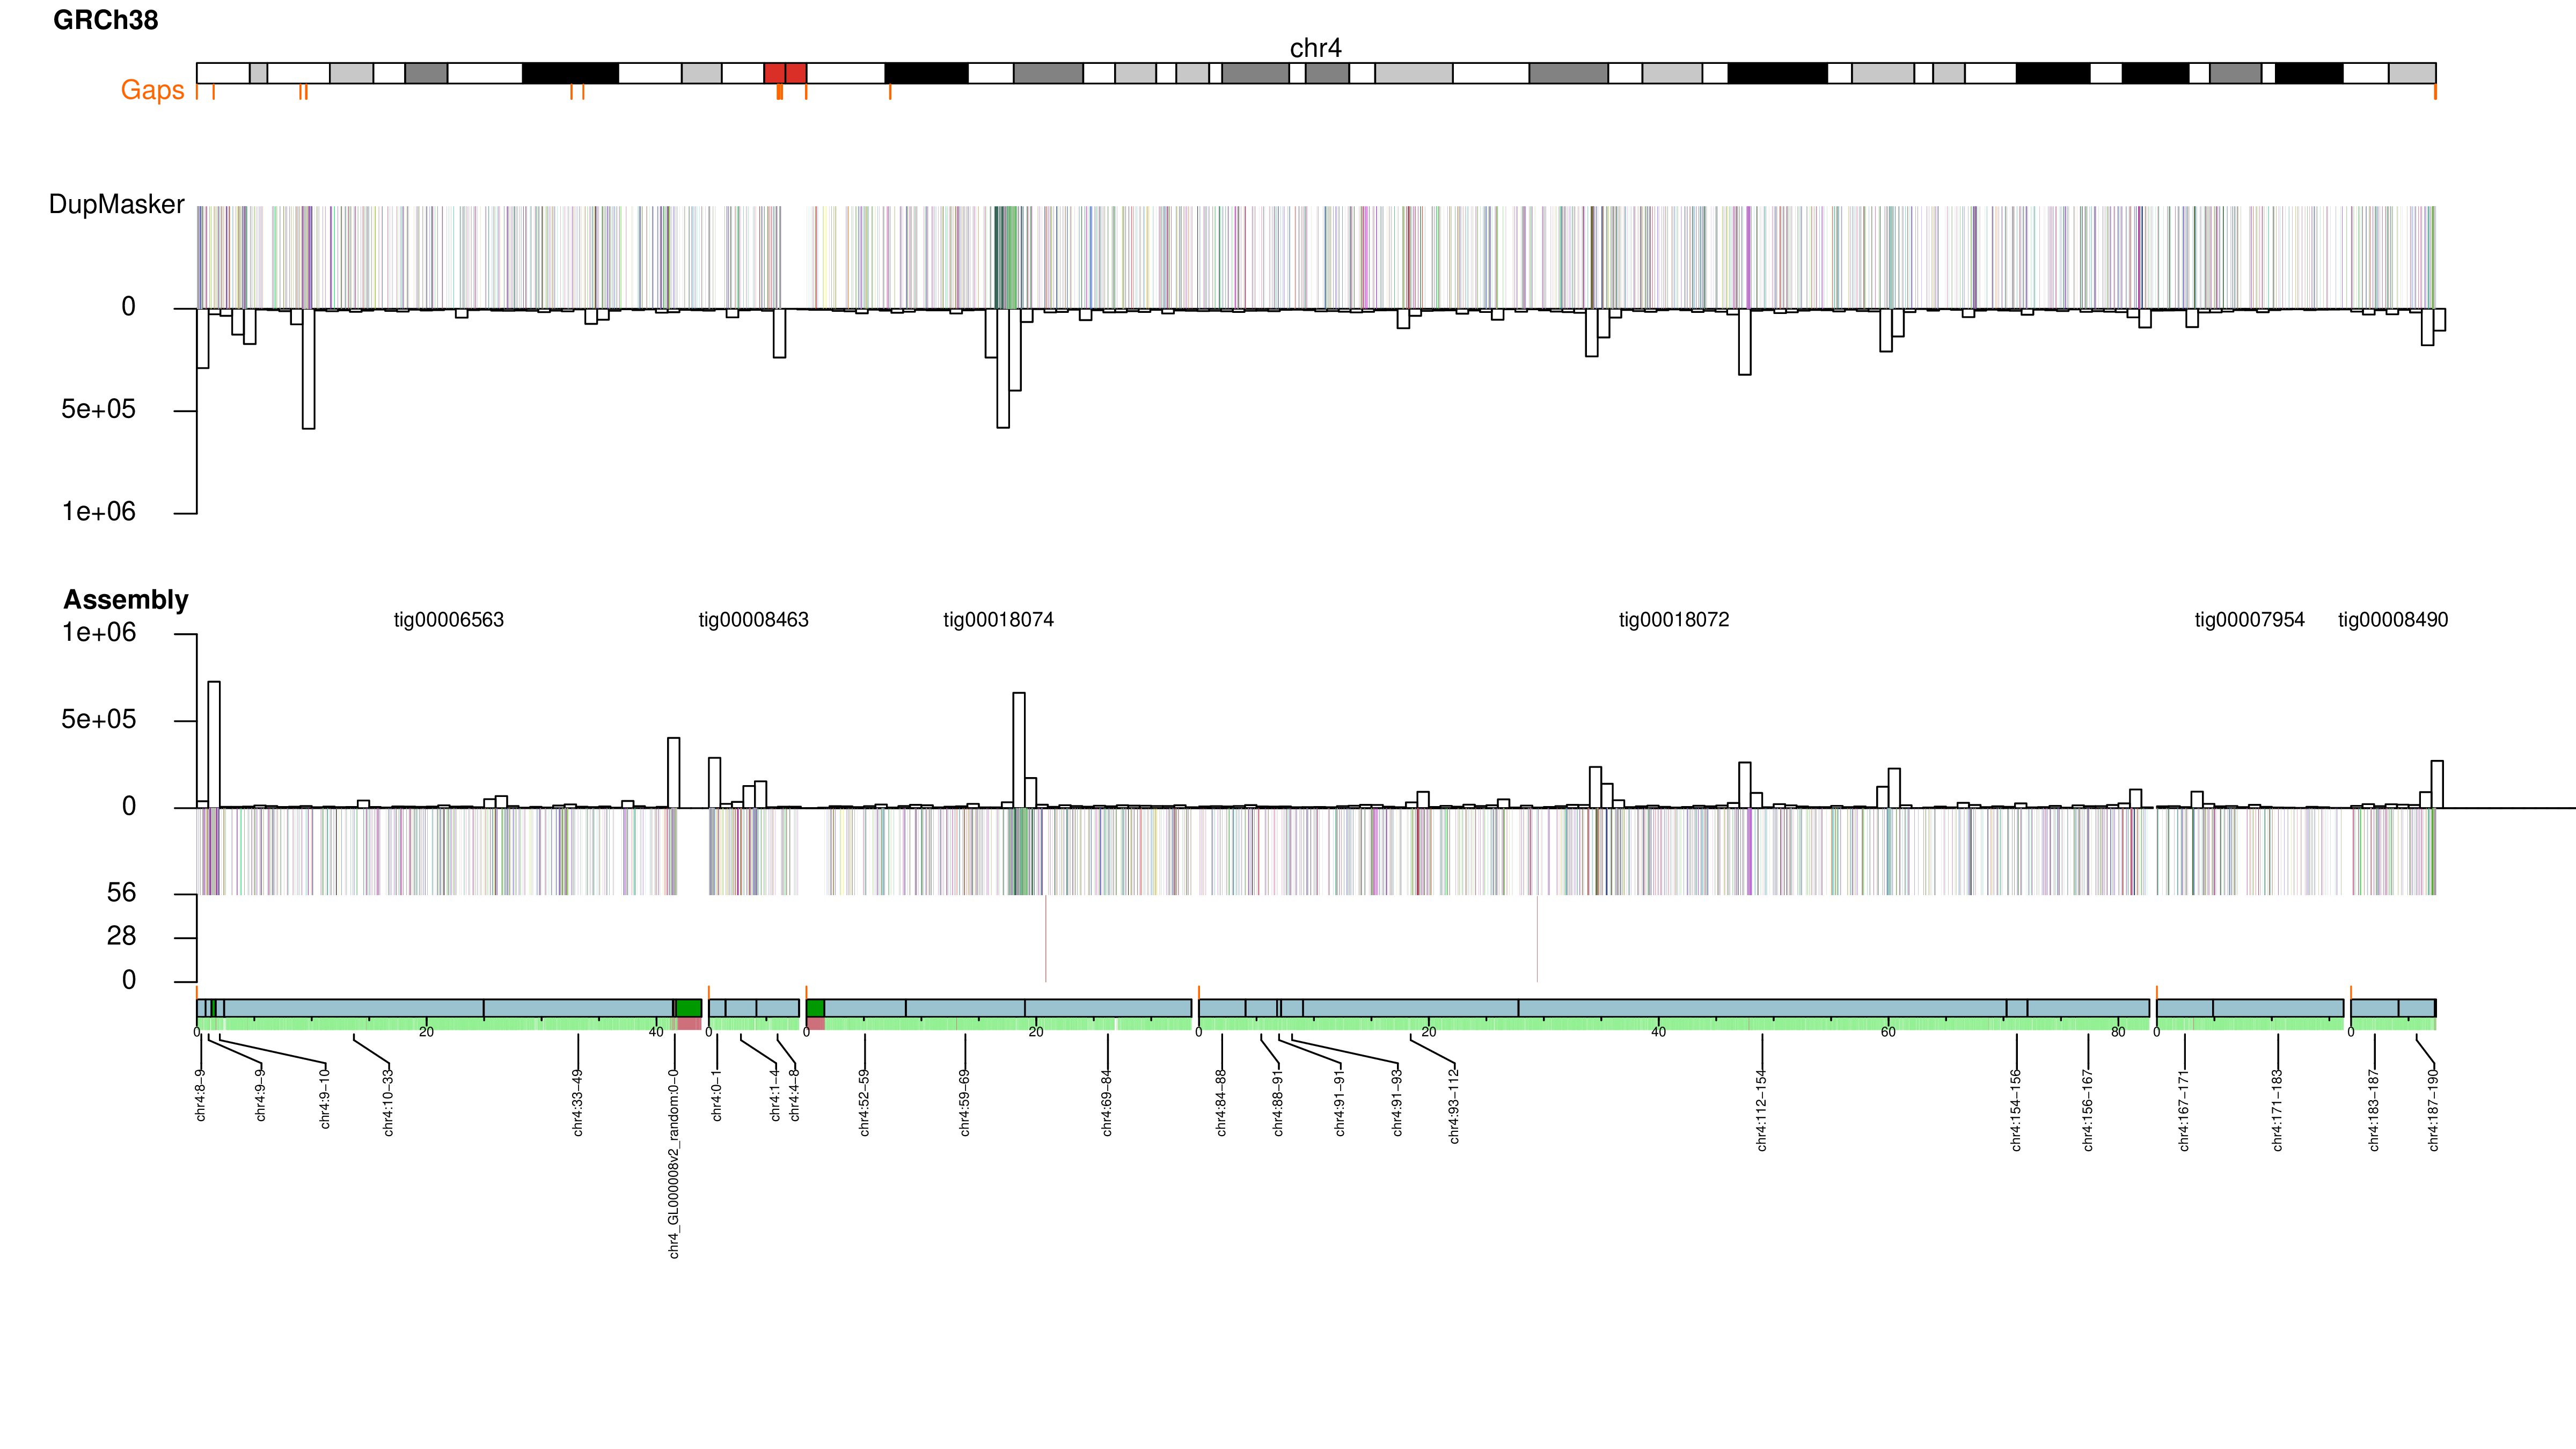 GRCh38
chr4
Gaps
DupMasker
0
5e+05
1e+06
Assembly
tig00006563 tig00008463 tig00018074 tig00018072 tig00007954 tig00008490
1e+06
5e+05
0
56
28
0
0 20 40 0 0 20 0 20 40 60 80 0 0
chr4:8−9
chr4:9−9
chr4:9−10
chr4:10−33
chr4:33−49
chr4_GL000008v2_random:0−0
chr4:0−1
chr4:1−4
chr4:4−8
chr4:52−59
chr4:59−69
chr4:69−84
chr4:84−88
chr4:88−91
chr4:91−91
chr4:91−93
chr4:93−112
chr4:112−154
chr4:154−156
chr4:156−167
chr4:167−171
chr4:171−183
chr4:183−187
chr4:187−190